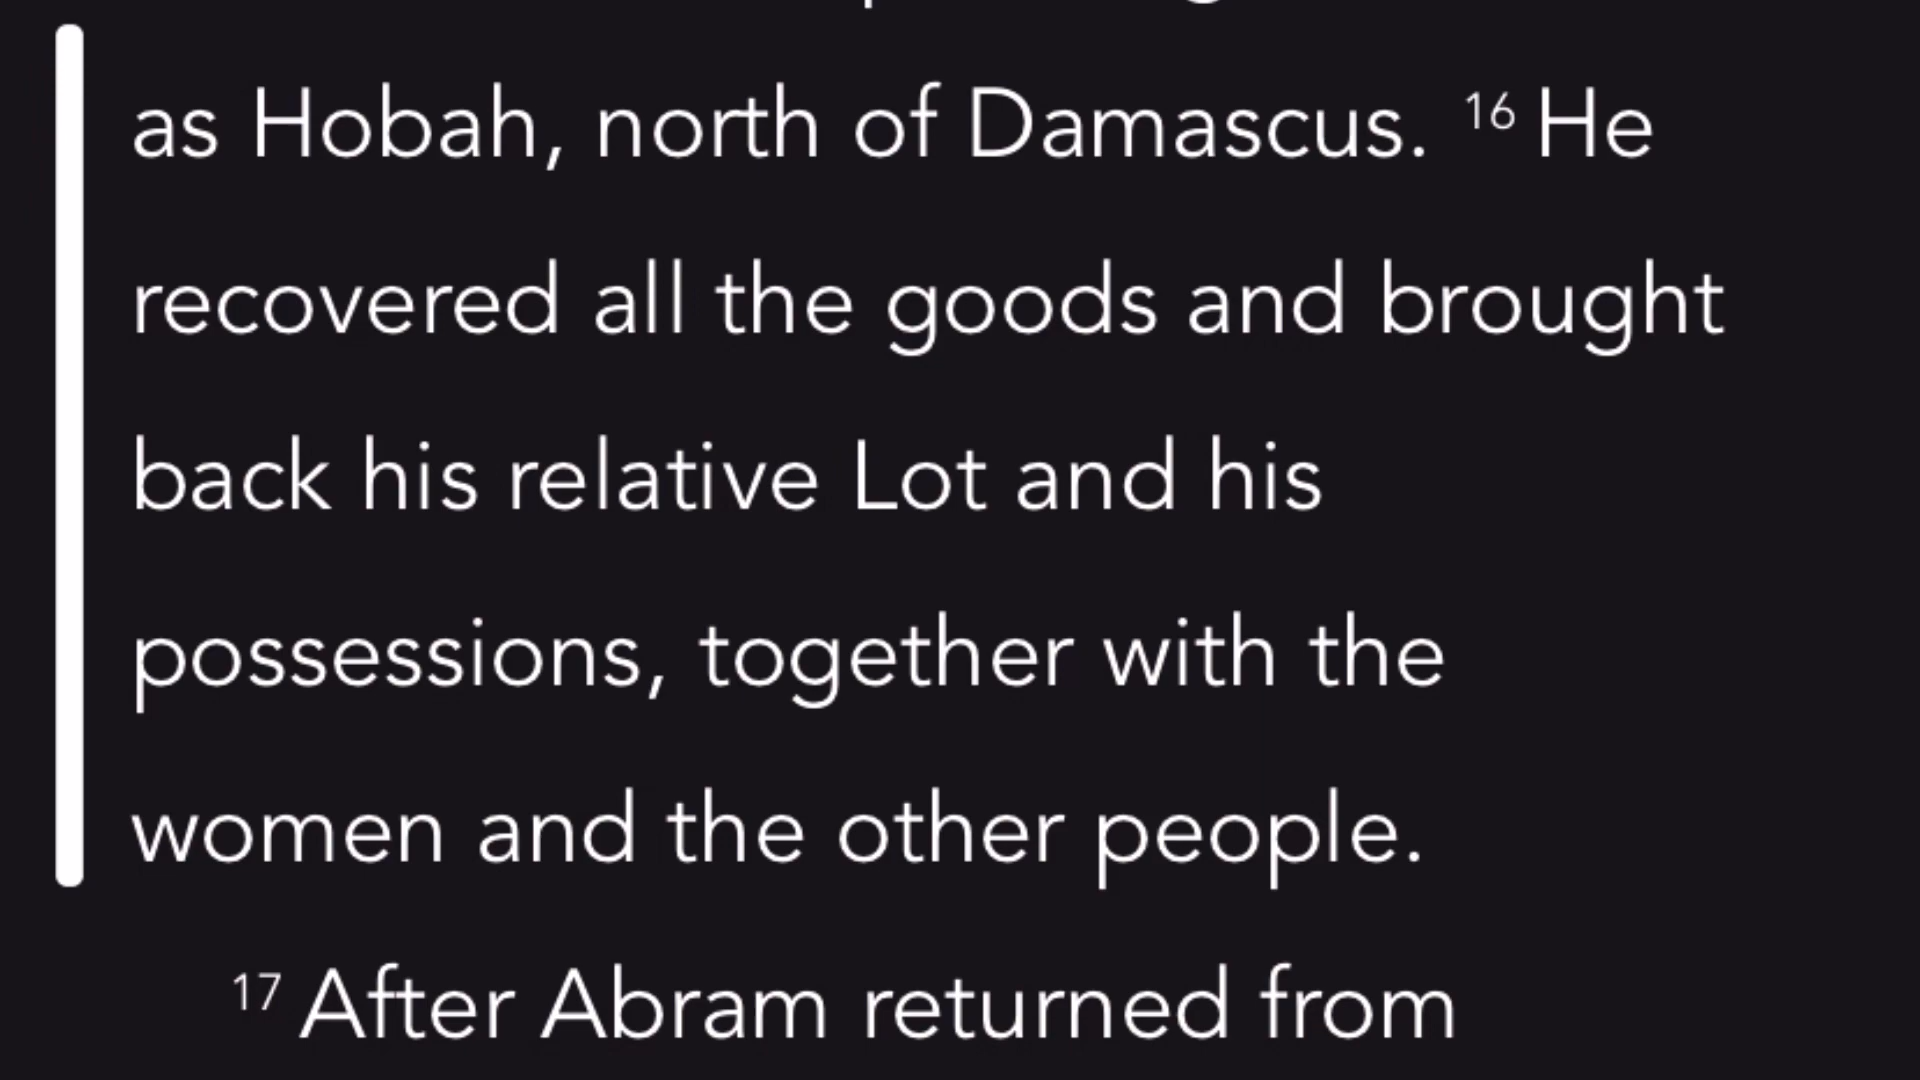 as Hobah, north of Damascus. 16 He
recovered all the goods and brought
back his relative Lot and his
possessions, together with the
women and the other people.
17 After Abram returned from